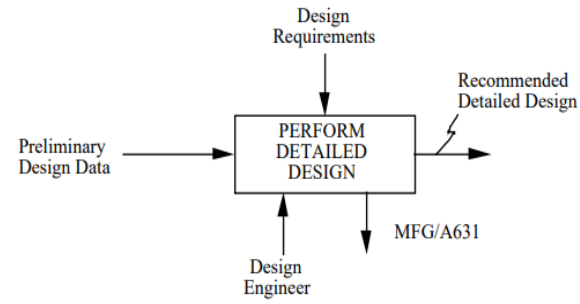 Design
Requirements
Recommended
Detailed Design
PERFORM
DETAILED
DESIGN
Preliminary
Design Data
MFG/A631
Design
Engineer